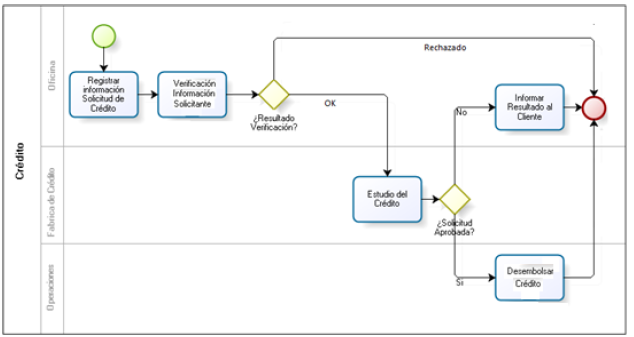 Crédito
Oficina
Fabrica de Crédito
Operaciones
Registrar
información
Solicitud de
Crédito
Verificación
Información
Solicitante
¿Resultado
Verificación?
Rechazado
OK
Estudio del
Crédito
¿Solicitud
Aprobada?
No
Informar
Resultado al
Cliente
Si
Desembolsar
Crédito